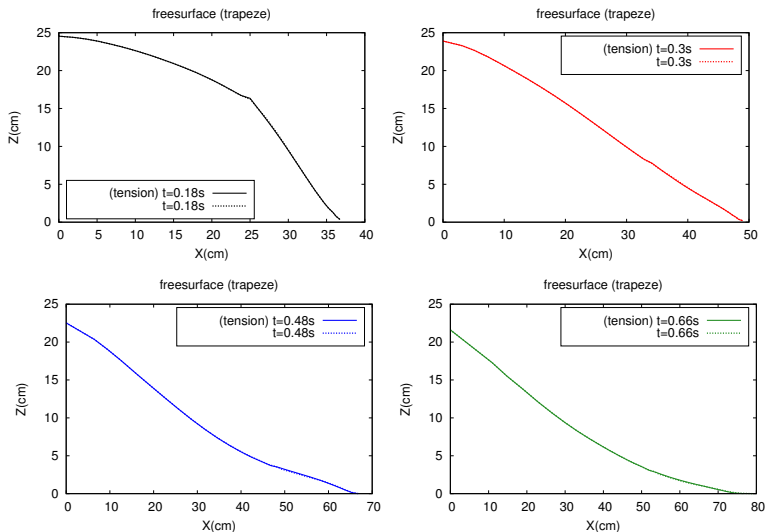 freesurface (trapeze)
25
20
15
10
5
0
Z(cm)
(tension) t=0.18s
t=0.18s
0 5 10 15 20 25 30 35 40
X(cm)
freesurface (trapeze)
25
20
15
10
5
0
Z(cm)
(tension) t=0.3s
t=0.3s
0 10 20 30 40 50
X(cm)
freesurface (trapeze)
25
20
15
10
5
0
Z(cm)
(tension) t=0.48s
t=0.48s
0 10 20 30 40 50 60 70
X(cm)
freesurface (trapeze)
25
20
15
10
5
0
Z(cm)
(tension) t=0.66s
t=0.66s
0 10 20 30 40 50 60 70 80
X(cm)